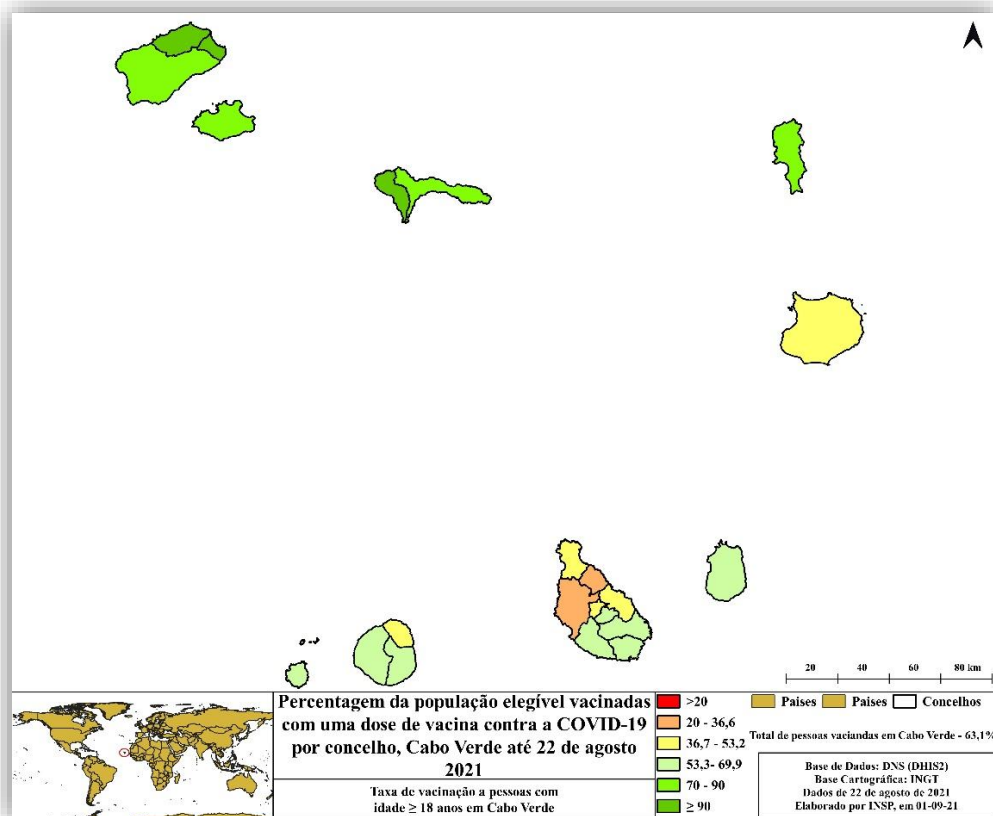 20 40 60 80 km
Percentagem da população elegível vacinadas
com uma dose de vacina contra a COVID-19
por concelho, Cabo Verde até 22 de agosto
2021
Taxa de vacinação a pessoas com
idade ≥ 18 anos em Cabo Verde
>20
20 - 36,6
36,7 - 53,2
53,3- 69,9
70 - 90
≥ 90
Paises Paises Concelhos
Total de pessoas vaciandas em Cabo Verde - 63,1%
Base de Dados: DNS (DHIS2)
Base Cartográfica: INGT
Dados de 22 de agosto de 2021
Elaborado por INSP, em 01-09-21